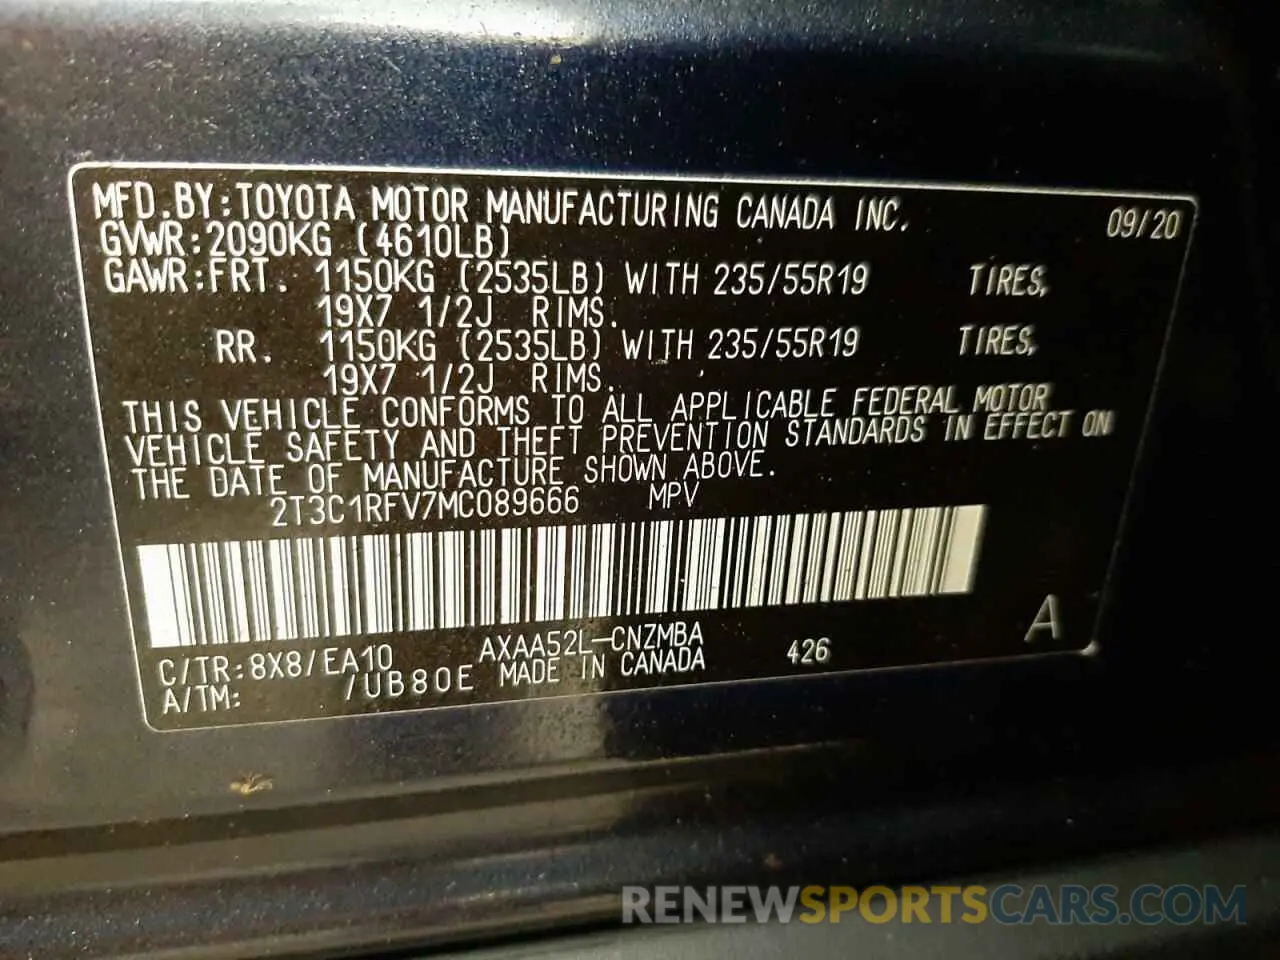 MFD.BY:TOYOTA MOTOR MANUFACTURING CANADA INC. 09/20
GVWR:2090KG (4610LB)
GAWR:FRT. 1150KG (2535LB) WITH 235/55R19 TIRES,
19X7 1/2J RIMS.
RR. 1150KG (2535LB) WITH 235/55R19 TIRES,
19X7 1/2J RIMS.
THIS VEHICLE CONFORMS TO ALL APPLICABLE FEDERAL MOTOR
VEHICLE SAFETY AND THEFT PREVENTION STANDARDS IN EFFECT ON
THE DATE OF MANUFACTURE SHOWN ABOVE.
2T3C1RFV7MC089666 MPV
A
C/TR:8X8/EA10 AXAA52L-CNZMBA 426
A/TM: /UB80E MADE IN CANADA
RENEWSPORTSCARS.COM